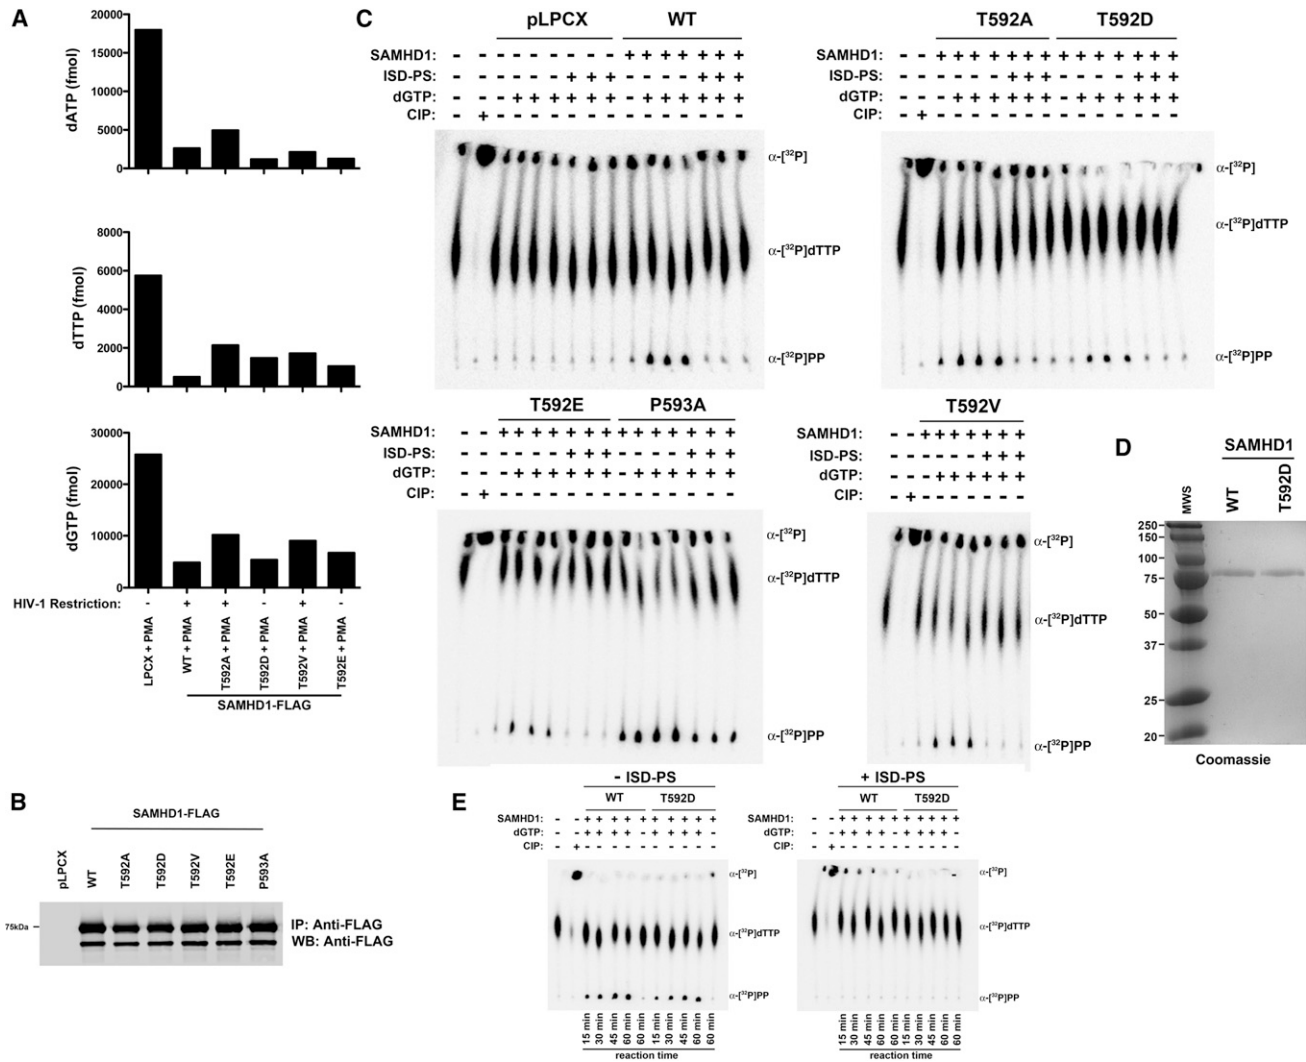 A
20000
15000
10000
5000
0
dATP (fmol)
8000
6000
4000
2000
0
dTTP (fmol)
30000
20000
10000
0
dGTP (fmol)
HIV-1 Restriction: - + + - + -
LPCX + PMA
WT + PMA
T592A + PMA
T592D + PMA
T592V + PMA
T592E + PMA
SAMHD1-FLAG
B
SAMHD1-FLAG
pLPCX
WT
T592A
T592D
T592V
T592E
P593A
75kDa
IP: Anti-FLAG
WB: Anti-FLAG
C
pLPCX WT
SAMHD1: - - - - - - - - - + + + + + + +
ISD-PS: - - - - - - + + + - - - - + + +
dGTP: - - - + + + + + + - + + + + + +
CIP: - + - - - - - - - - - - - - - -
α-[³²P]
α-[³²P]dTTP
α-[³²P]PP
T592A T592D
SAMHD1: - - + + + + + + + + + + + + + +
ISD-PS: - - - - - - + + + - - - - + + +
dGTP: - - - + + + + + + - + + + + + +
CIP: - + - - - - - - - - - - - - - -
α-[³²P]
α-[³²P]dTTP
α-[³²P]PP
T592E P593A
SAMHD1: - - + + + + + + + + + + + + + +
ISD-PS: - - - - - - + + + - - - - + + +
dGTP: - - - + + + + + + - + + + + + +
CIP: - + - - - - - - - - - - - - - -
α-[³²P]
α-[³²P]dTTP
α-[³²P]PP
T592V
SAMHD1: - - + + + + + + +
ISD-PS: - - - - - - + + +
dGTP: - - - + + + + + +
CIP: - + - - - - - - -
α-[³²P]
α-[³²P]dTTP
α-[³²P]PP
D
SAMHD1
MWS
WT
T592D
250
150
100
75
50
37
25
20
Coomassie
E
- ISD-PS
WT T592D
SAMHD1: - - + + + + + + + + + +
dGTP: - - + + + + - + + + + -
CIP: - + - - - - - - - - - -
α-[³²P]
α-[³²P]dTTP
α-[³²P]PP
15 min
30 min
45 min
60 min
60 min
15 min
30 min
45 min
60 min
60 min
reaction time
+ ISD-PS
WT T592D
SAMHD1: - - + + + + + + + + + +
dGTP: - - + + + + - + + + + -
CIP: - + - - - - - - - - - -
α-[³²P]
α-[³²P]dTTP
α-[³²P]PP
15 min
30 min
45 min
60 min
60 min
15 min
30 min
45 min
60 min
60 min
reaction time